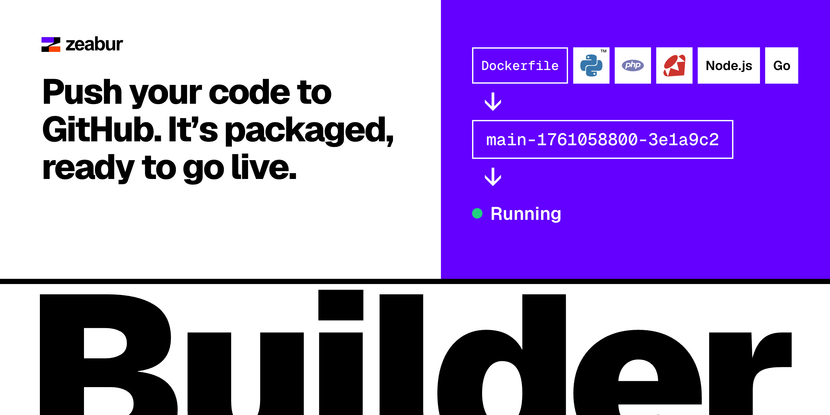 zeabur
Push your code to
GitHub. It’s packaged,
ready to go live.
Dockerfile
™
php
Node.js
Go
main-1761058800-3e1a9c2
Running
Builder